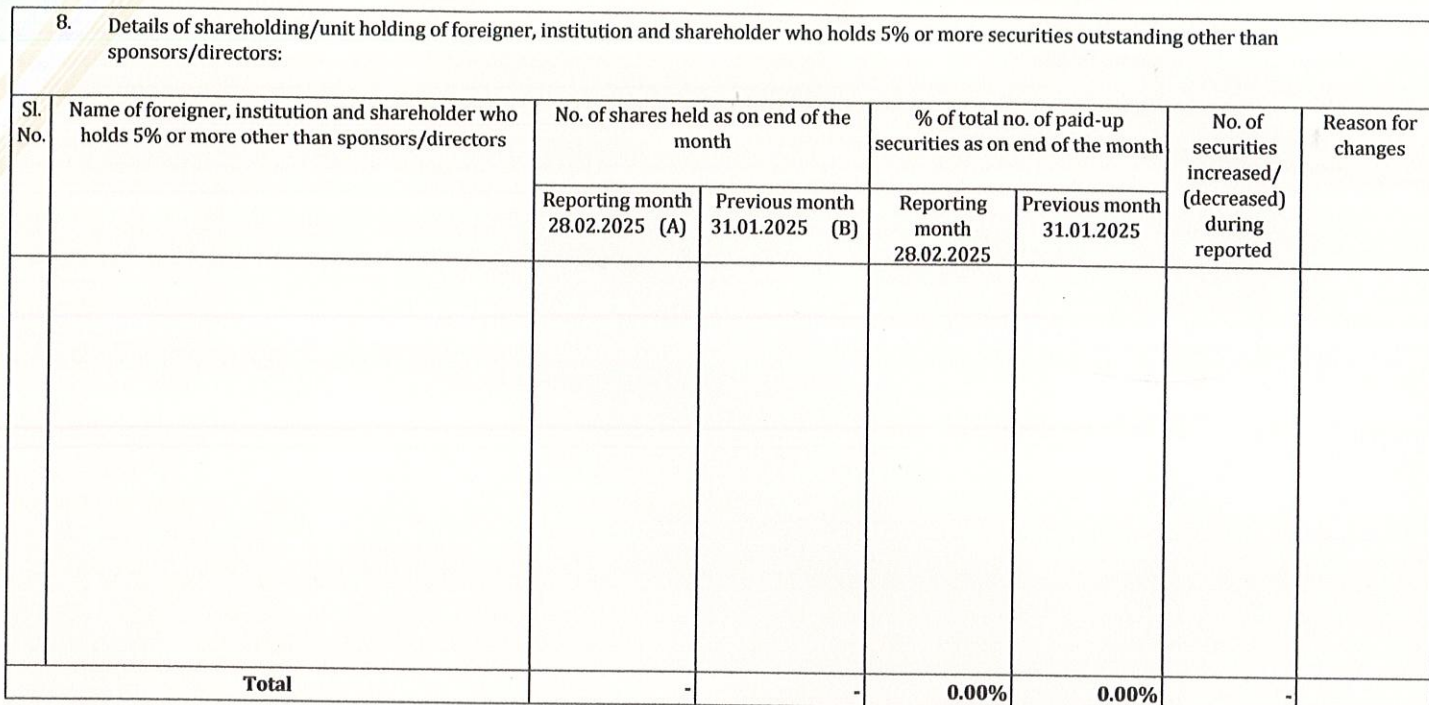 8. Details of shareholding/unit holding of foreigner, institution and shareholder who holds 5% or more securities outstanding other than
sponsors/directors:
Sl.
No.
Name of foreigner, institution and shareholder who
holds 5% or more other than sponsors/directors
No. of shares held as on end of the
month
% of total no. of paid-up
securities as on end of the month
No. of
securities
increased/
(decreased)
during
reported
Reason for
changes
Reporting month
28.02.2025 (A)
Previous month
31.01.2025 (B)
Reporting
month
28.02.2025
Previous month
31.01.2025
Total - - 0.00% 0.00% -